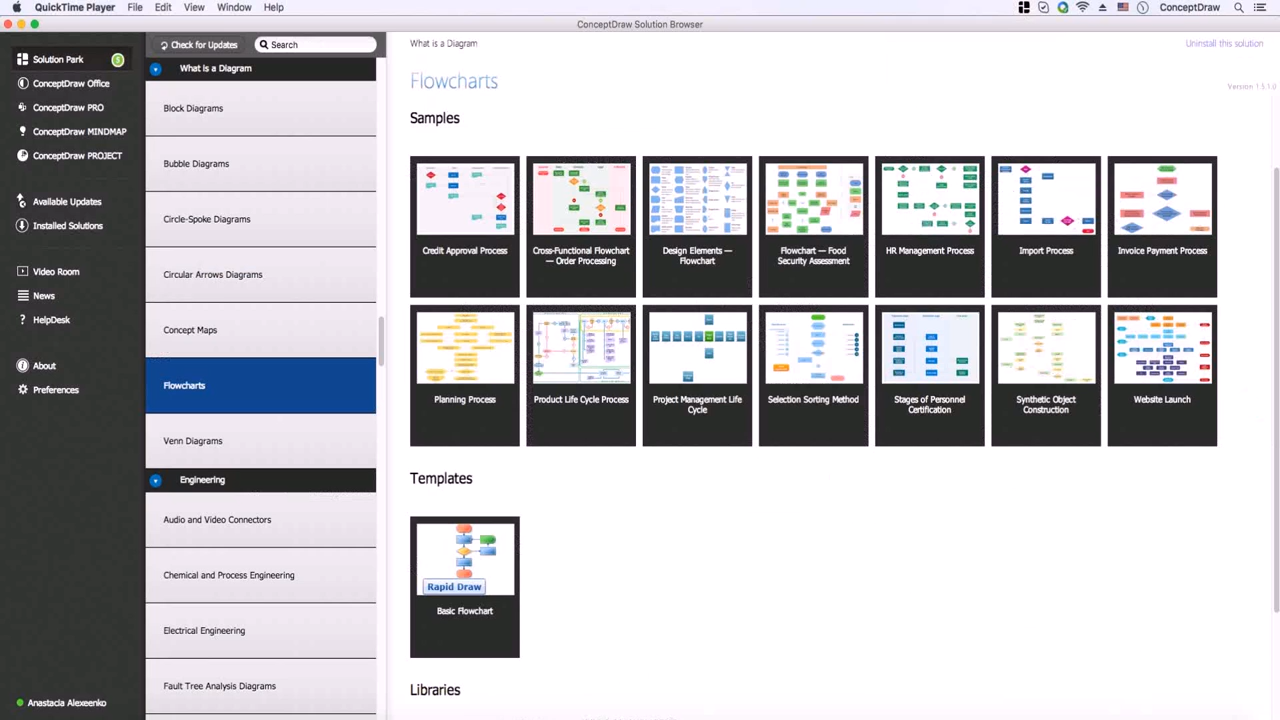 QuickTime Player File Edit View Window Help
ConceptDraw
ConceptDraw Solution Browser
Solution Park
5
ConceptDraw Office
ConceptDraw PRO
ConceptDraw MINDMAP
ConceptDraw PROJECT
Available Updates
Installed Solutions
Video Room
News
HelpDesk
About
Preferences
Anastacia Alexeenko
Check for Updates
Search
What is a Diagram
Block Diagrams
Bubble Diagrams
Circle-Spoke Diagrams
Circular Arrows Diagrams
Concept Maps
Flowcharts
Venn Diagrams
Engineering
Audio and Video Connectors
Chemical and Process Engineering
Electrical Engineering
Fault Tree Analysis Diagrams
What is a Diagram
Uninstall this solution
Flowcharts
Version 1.5.1.0
Samples
Credit Approval Process
Cross-Functional Flowchart
— Order Processing
Design Elements —
Flowchart
Flowchart — Food
Security Assessment
HR Management Process
Import Process
Invoice Payment Process
Planning Process
Product Life Cycle Process
Project Management Life
Cycle
Selection Sorting Method
Stages of Personnel
Certification
Synthetic Object
Construction
Website Launch
Templates
Rapid Draw
Basic Flowchart
Libraries